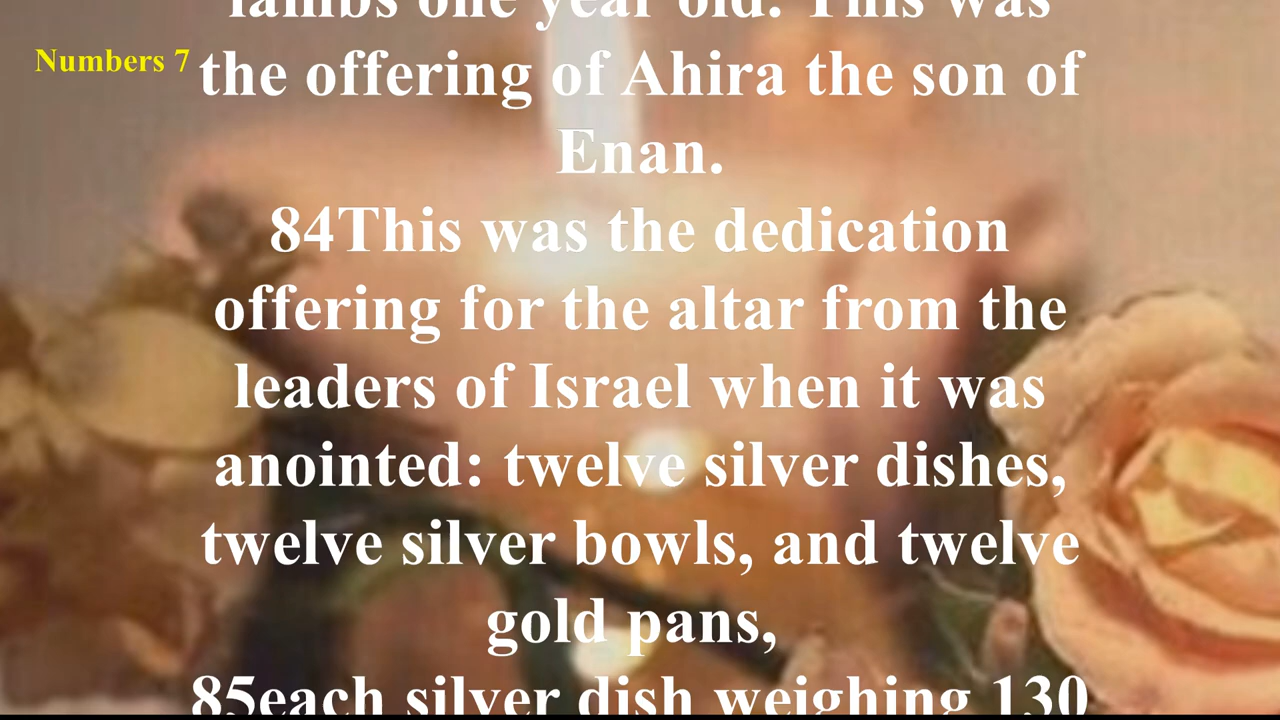 lambs one year old. This was
Numbers 7
the offering of Ahira the son of
Enan.
84This was the dedication
offering for the altar from the
leaders of Israel when it was
anointed: twelve silver dishes,
twelve silver bowls, and twelve
gold pans,
85each silver dish weighing 130